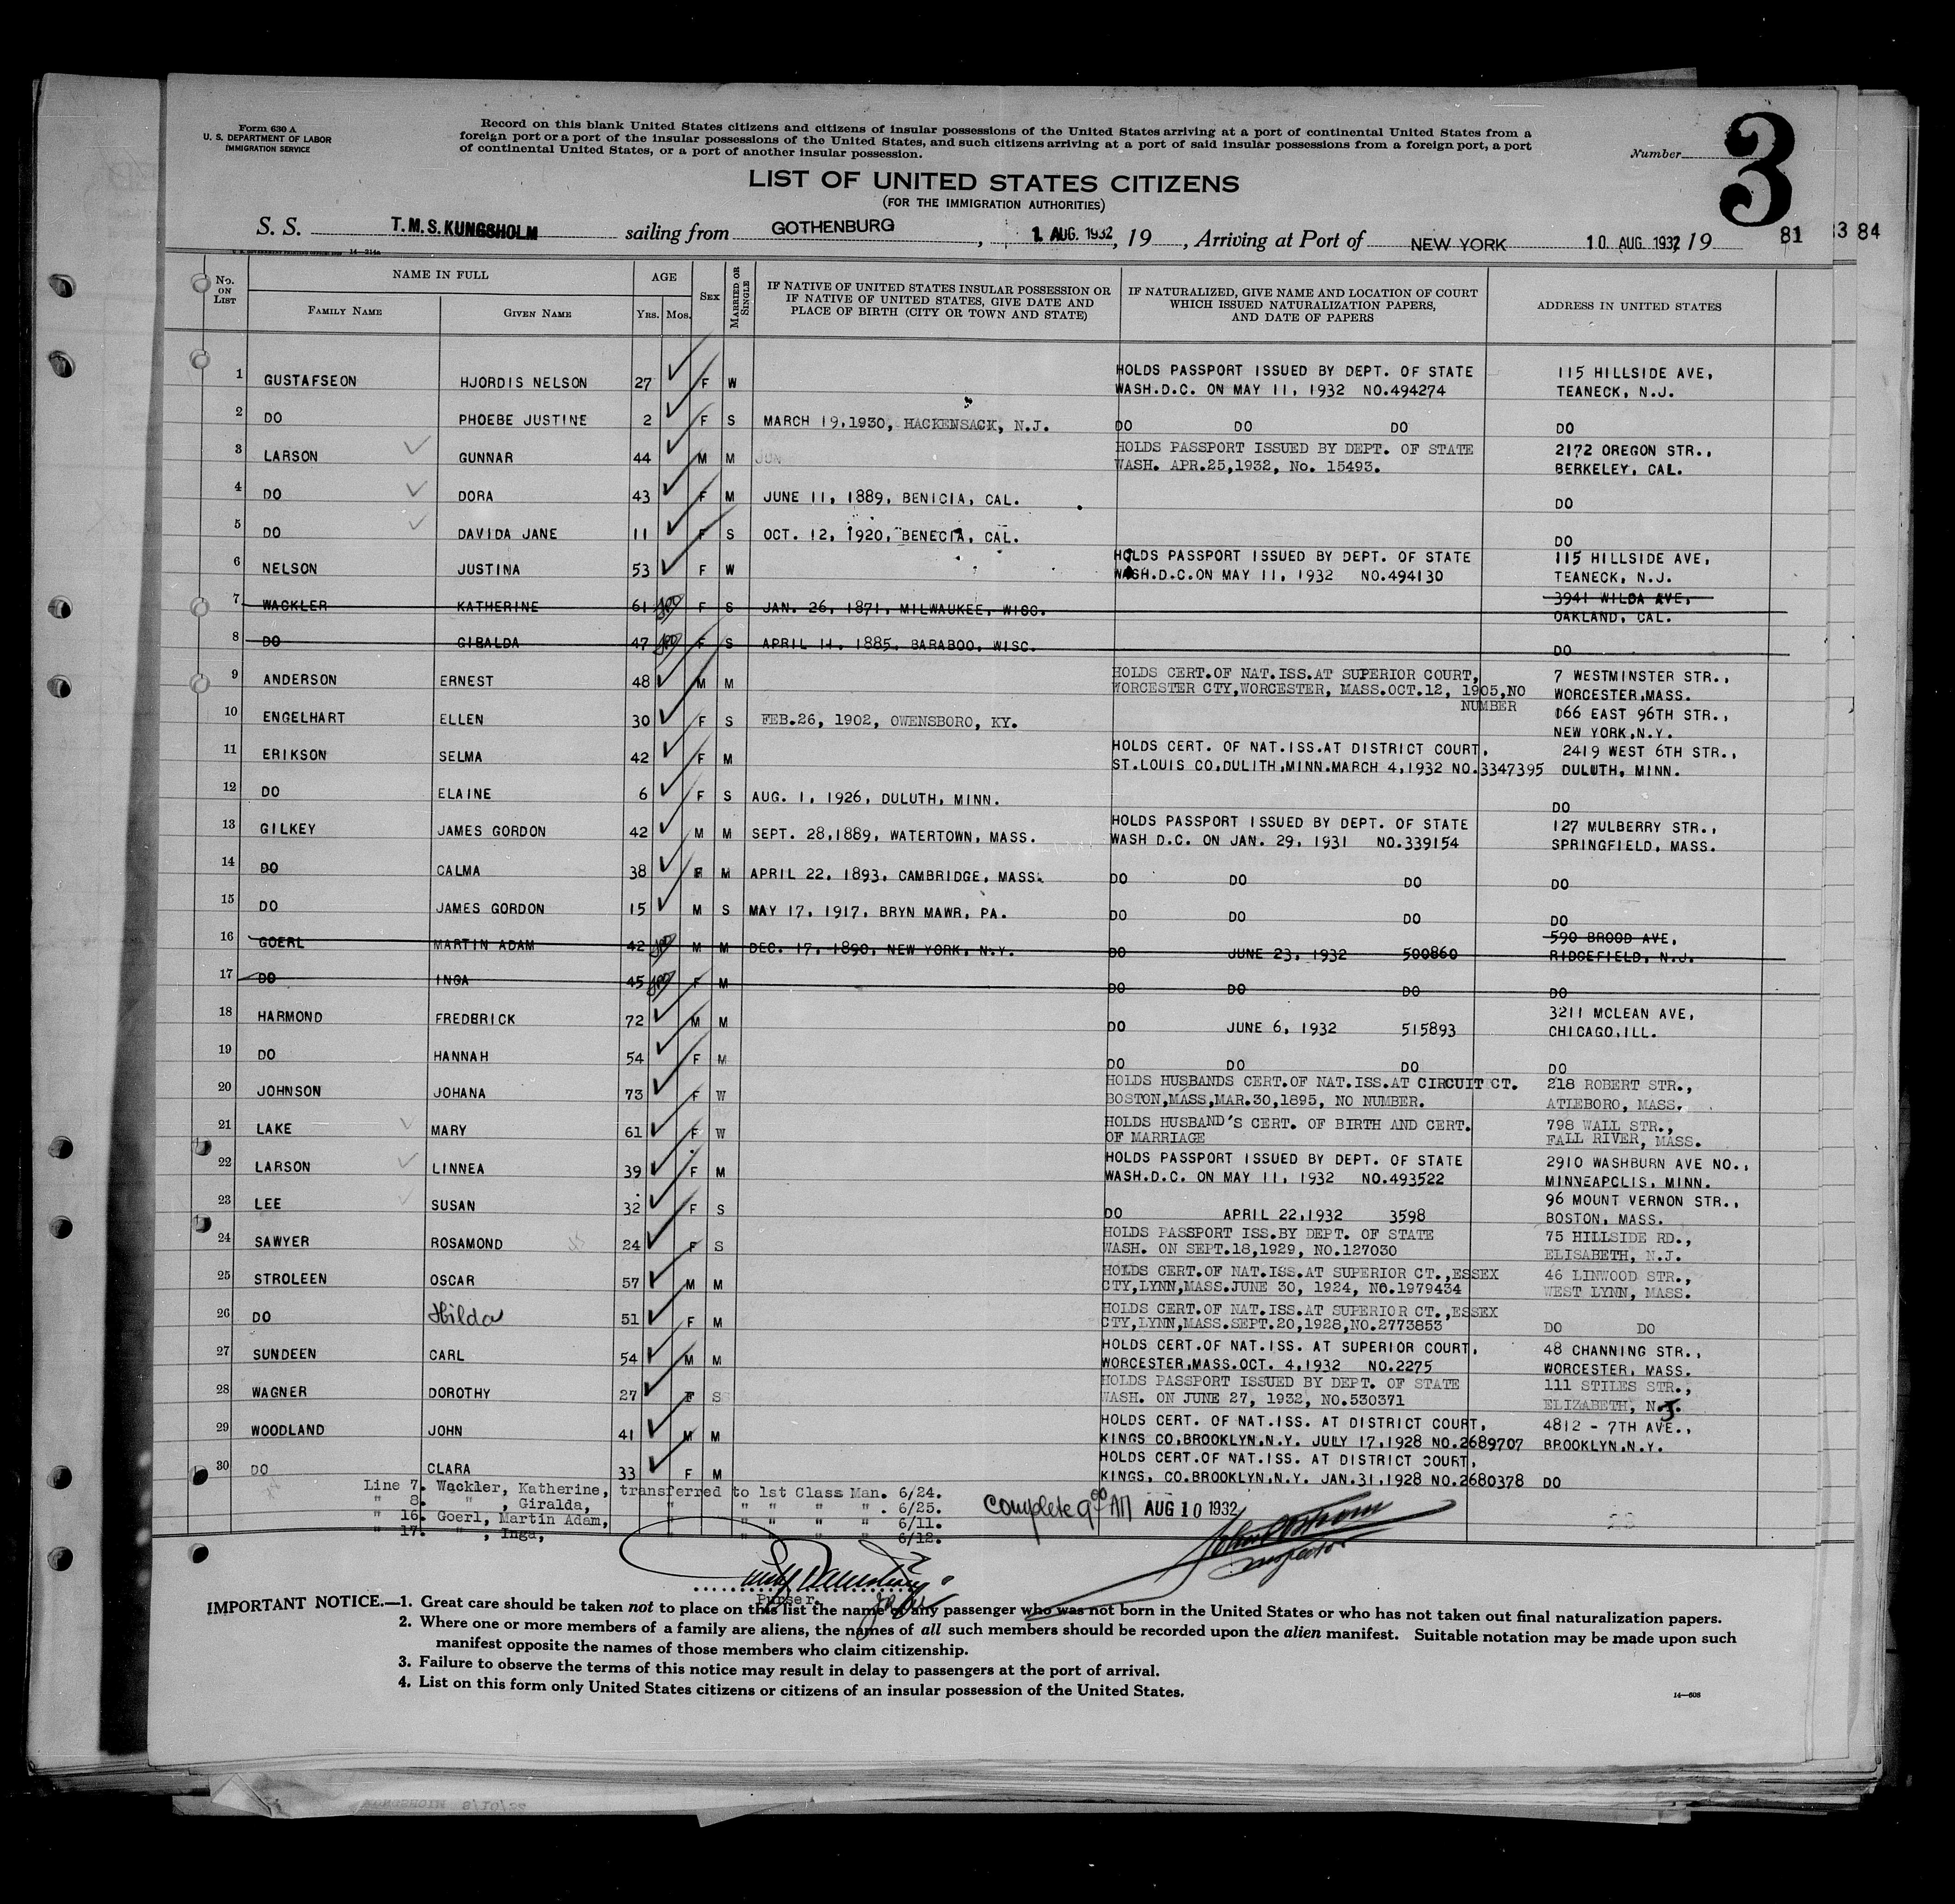 Form 630 A
U. S. DEPARTMENT OF LABOR
IMMIGRATION SERVICE
Record on this blank United States citizens and citizens of insular possessions of the United States arriving at a port of continental United States from a
foreign port or a port of the insular possessions of the United States, and such citizens arriving at a port of said insular possessions from a foreign port, a port
of continental United States, or a port of another insular possession.
Number
3
LIST OF UNITED STATES CITIZENS
(FOR THE IMMIGRATION AUTHORITIES)
S. S. T.M.S. KUNGSHOLM sailing from GOTHENBURG, 1. AUG. 1932, 19, Arriving at Port of NEW YORK 10. AUG. 1932 19 81 3 84
14—214a
No. ON LIST NAME IN FULL AGE SEX MARRIED OR SINGLE IF NATIVE OF UNITED STATES INSULAR POSSESSION OR IF NATIVE OF UNITED STATES, GIVE DATE AND PLACE OF BIRTH (CITY OR TOWN AND STATE) IF NATURALIZED, GIVE NAME AND LOCATION OF COURT WHICH ISSUED NATURALIZATION PAPERS, AND DATE OF PAPERS ADDRESS IN UNITED STATES
FAMILY NAME GIVEN NAME YRS. MOS.
1 GUSTAFSEON HJORDIS NELSON 27 F W HOLDS PASSPORT ISSUED BY DEPT. OF STATE 115 HILLSIDE AVE,
WASH.D.C. ON MAY 11, 1932 NO.494274 TEANECK, N.J.
2 DO PHOEBE JUSTINE 2 F S MARCH 19,1930, HACKENSACK, N.J. DO DO DO DO
3 LARSON GUNNAR 44 M M JUN HOLDS PASSPORT ISSUED BY DEPT. OF STATE 2172 OREGON STR.,
WASH. APR.25,1932, No. 15493. BERKELEY, CAL.
4 DO DORA 43 F M JUNE 11, 1889, BENICIA, CAL. DO
5 DO DAVIDA JANE 11 F S OCT. 12, 1920, BENECIA, CAL. DO
6 NELSON JUSTINA 53 F W HOLDS PASSPORT ISSUED BY DEPT. OF STATE 115 HILLSIDE AVE,
WASH.D.C.ON MAY 11, 1932 NO.494130 TEANECK, N.J.
7 WACKLER KATHERINE 61 F S JAN. 26, 1871, MILWAUKEE, WISC. 3941 WILDA AVE,
OAKLAND, CAL.
8 DO GIRALDA 47 F S APRIL 14, 1885, BARABOO, WISC. DO
9 ANDERSON ERNEST 48 M M HOLDS CERT.OF NAT.ISS.AT SUPERIOR COURT, 7 WESTMINSTER STR.,
WORCESTER CTY,WORCESTER, MASS.OCT.12, 1905,NO NUMBER WORCESTER,MASS.
10 ENGELHART ELLEN 30 F S FEB.26, 1902, OWENSBORO, KY. 166 EAST 96TH STR.,
NEW YORK,N.Y.
11 ERIKSON SELMA 42 F M HOLDS CERT. OF NAT.ISS.AT DISTRICT COURT, 2419 WEST 6TH STR.,
ST.LOUIS CO,DULITH,MINN.MARCH 4,1932 NO.3347395 DULUTH, MINN.
12 DO ELAINE 6 F S AUG. 1, 1926, DULUTH, MINN. DO
13 GILKEY JAMES GORDON 42 M M SEPT. 28,1889, WATERTOWN, MASS. HOLDS PASSPORT ISSUED BY DEPT. OF STATE 127 MULBERRY STR.,
WASH D.C. ON JAN. 29, 1931 NO.339154 SPRINGFIELD, MASS.
14 DO CALMA 38 F M APRIL 22, 1893, CAMBRIDGE, MASS. DO DO DO DO
15 DO JAMES GORDON 15 M S MAY 17, 1917, BRYN MAWR, PA. DO DO DO DO
16 GOERL MARTIN ADAM 42 M M DEC. 17, 1890, NEW YORK, N.Y. DO JUNE 23, 1932 500860 590 BROOD AVE,
RIDGEFIELD, N.J.
17 DO INGA 45 F M DO DO DO DO
18 HARMOND FREDERICK 72 M M DO JUNE 6, 1932 515893 3211 MCLEAN AVE,
CHICAGO,ILL.
19 DO HANNAH 54 F M DO DO DO DO
20 JOHNSON JOHANA 73 F W HOLDS HUSBANDS CERT.OF NAT.ISS.AT CIRCUIT CT. 218 ROBERT STR.,
BOSTON,MASS,MAR.30,1895, NO NUMBER. ATLEBORO, MASS.
21 LAKE MARY 61 F W HOLDS HUSBAND'S CERT. OF BIRTH AND CERT. 798 WALL STR.,
OF MARRIAGE FALL RIVER, MASS.
22 LARSON LINNEA 39 F M HOLDS PASSPORT ISSUED BY DEPT. OF STATE 2910 WASHBURN AVE NO.,
WASH.D.C. ON MAY 11, 1932 NO.493522 MINNEAPOLIS, MINN.
23 LEE SUSAN 32 F S DO APRIL 22,1932 3598 96 MOUNT VERNON STR.,
BOSTON, MASS.
24 SAWYER ROSAMOND 24 F S HOLDS PASSPORT ISS.BY DEPT. OF STATE 75 HILLSIDE RD.,
WASH. ON SEPT.18,1929, NO.127030 ELISABETH, N.J.
25 STROLEEN OSCAR 57 M M HOLDS CERT.OF NAT.ISS.AT SUPERIOR CT.,ESSEX 46 LINWOOD STR.,
CTY,LYNN,MASS.JUNE 30, 1924, NO.1979434 WEST LYNN, MASS.
26 DO Hilda 51 F M HOLDS CERT.OF NAT.ISS.AT SUPERIOR CT.,ESSEX
CTY,LYNN,MASS.SEPT.20,1928,NO.2773853 DO DO
27 SUNDEEN CARL 54 M M HOLDS CERT.OF NAT.ISS. AT SUPERIOR COURT, 48 CHANNING STR.,
WORCESTER,MASS.OCT. 4,1932 NO.2275 WORCESTER, MASS.
28 WAGNER DOROTHY 27 F S HOLDS PASSPORT ISSUED BY DEPT. OF STATE 111 STILES STR.,
WASH. ON JUNE 27, 1932, NO.530371 ELIZABETH, N.J.
29 WOODLAND JOHN 41 M M HOLDS CERT. OF NAT.ISS. AT DISTRICT COURT, 4812 - 7TH AVE.,
KINGS CO,BROOKLYN,N.Y. JULY 17,1928 NO.2689707 BROOKLYN,N.Y.
30 DO CLARA 33 F M HOLDS CERT.OF NAT.ISS. AT DISTRICT COURT,
KINGS, CO.BROOKLYN,N.Y. JAN.31,1928 NO.2680378 DO
Line 7. Wackler, Katherine, transferred to 1st Class Man. 6/24.
" 8. " , Giralda, " " " " " . 6/25.
" 16. Goerl, Martin Adam, " " " " " 6/11.
" 17. " , Inga, " " " " " 6/12.
Complete 9 00 AM AUG 10 1932
Inspector
Purser.
IMPORTANT NOTICE.—1. Great care should be taken not to place on this list the name of any passenger who was not born in the United States or who has not taken out final naturalization papers.
2. Where one or more members of a family are aliens, the names of all such members should be recorded upon the alien manifest. Suitable notation may be made upon such
manifest opposite the names of those members who claim citizenship.
3. Failure to observe the terms of this notice may result in delay to passengers at the port of arrival.
4. List on this form only United States citizens or citizens of an insular possession of the United States.
14—608